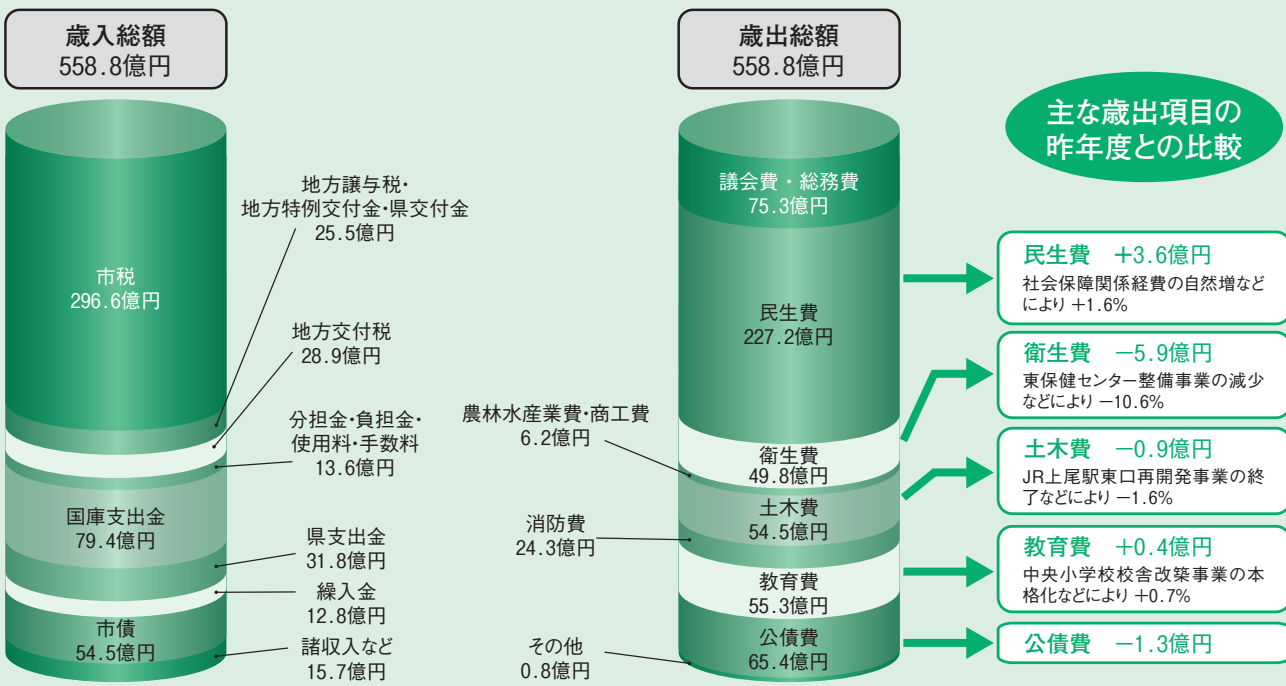 歳入総額
558.8億円
市税
296.6億円
地方譲与税・
地方特例交付金・県交付金
25.5億円
地方交付税
28.9億円
分担金・負担金・
使用料・手数料
13.6億円
国庫支出金
79.4億円
県支出金
31.8億円
繰入金
12.8億円
市債
54.5億円
諸収入など
15.7億円
歳出総額
558.8億円
議会費・総務費
75.3億円
民生費
227.2億円
衛生費
49.8億円
農林水産業費・商工費
6.2億円
土木費
54.5億円
消防費
24.3億円
教育費
55.3億円
公債費
65.4億円
その他
0.8億円
主な歳出項目の
昨年度との比較
民生費 +3.6億円
社会保障関係経費の自然増など
により +1.6%
衛生費 −5.9億円
東保健センター整備事業の減少
などにより −10.6%
土木費 −0.9億円
JR上尾駅東口再開発事業の終
了などにより −1.6%
教育費 +0.4億円
中央小学校校舎改築事業の本
格化などにより +0.7%
公債費 −1.3億円